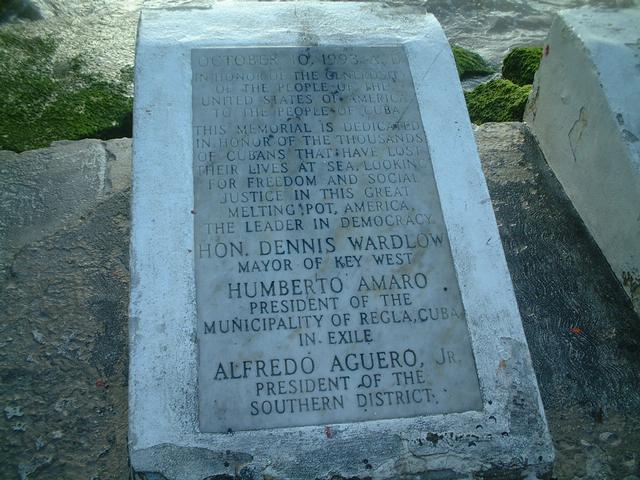 OCTOBER 10, 1993 A.D.
IN HONOR OF THE GENEROSITY
OF THE PEOPLE OF THE
UNITED STATES OF AMERICA
TO THE PEOPLE OF CUBA
THIS MEMORIAL IS DEDICATED
IN HONOR OF THE THOUSANDS
OF CUBANS THAT HAVE LOST
THEIR LIVES AT SEA, LOOKING
FOR FREEDOM AND SOCIAL
JUSTICE IN THIS GREAT
MELTING POT, AMERICA,
THE LEADER IN DEMOCRACY.
HON. DENNIS WARDLOW
MAYOR OF KEY WEST
HUMBERTO AMARO
PRESIDENT OF THE
MUNICIPALITY OF REGLA, CUBA
IN EXILE
ALFREDO AGUERO, Jr.
PRESIDENT OF THE
SOUTHERN DISTRICT.